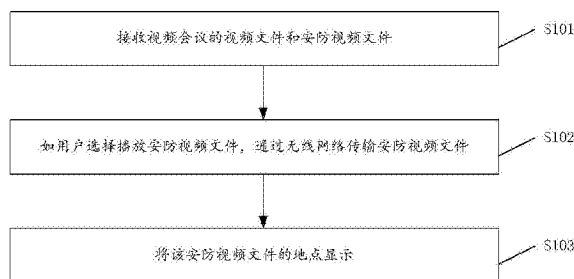 接收视频会议的视频文件和安防视频文件
S101
如用户选择播放安防视频文件，通过无线网络传输安防视频文件
S102
将该安防视频文件的地点显示
S103